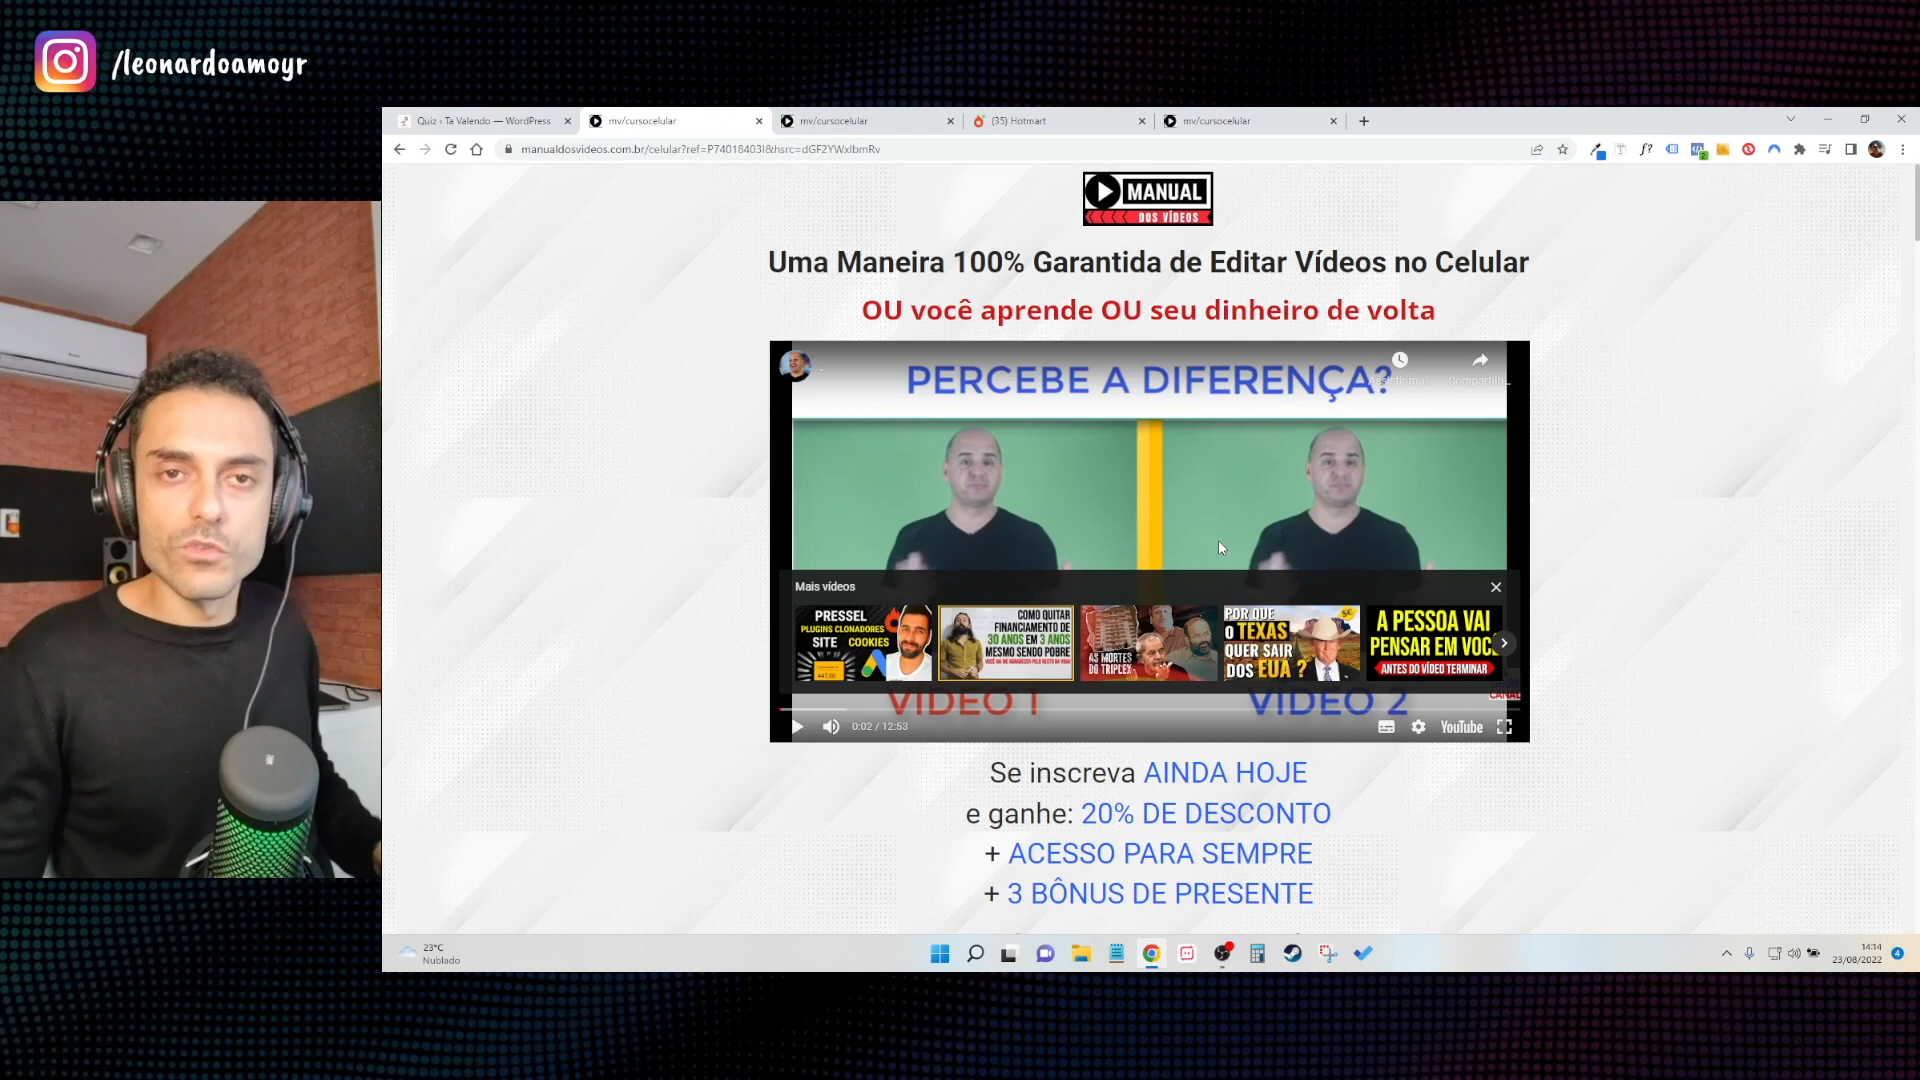 /leonardoamoyr
Quiz ‹ Ta Valendo — WordPress
mv/cursocelular
mv/cursocelular
(35) Hotmart
mv/cursocelular
manualdosvideos.com.br/celular?ref=P74018403I&hsrc=dGF2YWxlbmRv
MANUAL
DOS VÍDEOS
Uma Maneira 100% Garantida de Editar Vídeos no Celular
OU você aprende OU seu dinheiro de volta
PERCEBE A DIFERENÇA?
Compartilh...
Mais vídeos
PRESSEL
PLUGINS CLONADORES
SITE COOKIES
447,00
COMO QUITAR
FINANCIAMENTO DE
30 ANOS EM 3 ANOS
MESMO SENDO POBRE
AS MORTES
DO TRIPLEX
POR QUE
O TEXAS
QUER SAIR
DOS EUA ?
A PESSOA VAI
PENSAR EM VOCÊ
ANTES DO VÍDEO TERMINAR
VÍDEO 1
VÍDEO 2
0:02 / 12:53
YouTube
Se inscreva AINDA HOJE
e ganhe: 20% DE DESCONTO
+ ACESSO PARA SEMPRE
+ 3 BÔNUS DE PRESENTE
23°C
Nublado
14:14
23/08/2022
4